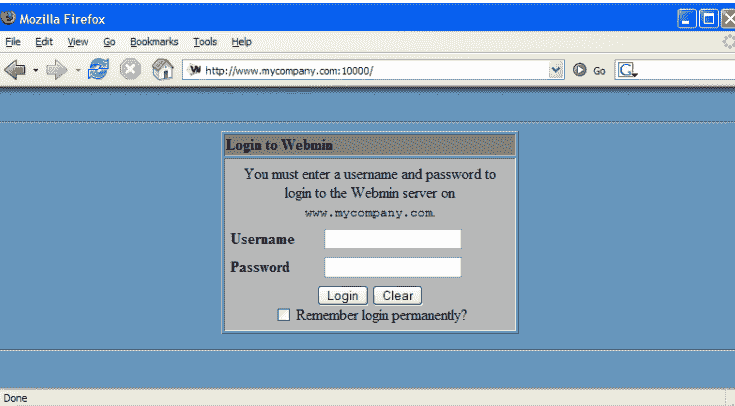 Mozilla Firefox
File Edit View Go Bookmarks Tools Help
http://www.mycompany.com:10000/ Go G
Login to Webmin
You must enter a username and password to
login to the Webmin server on
www.mycompany.com.
Username
Password
Login Clear
Remember login permanently?
Done